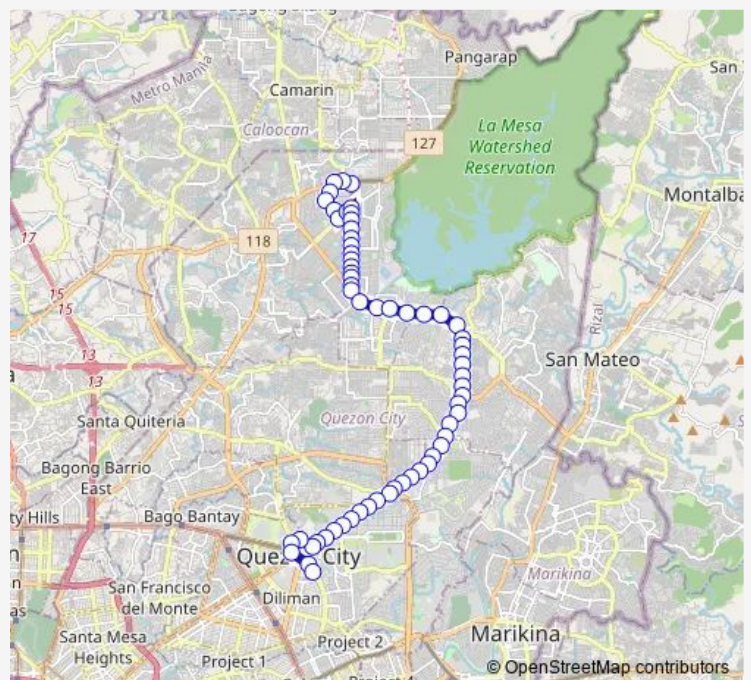 Pangarap
San
Camarin
Metro Manila
Caloocan
127
La Mesa
Watershed
Reservation
Montalba
17
118
15
15
Rizal
13
13
San Mateo
Santa Quiteria
Quezon City
Bagong Barrio
East
ty Hills
Bago Bantay
Quez City
San Francisco
del Monte
Diliman
Marikina
Santa Mesa
Heights
Project 2
Marikina
Project 1
© OpenStreetMap contributors